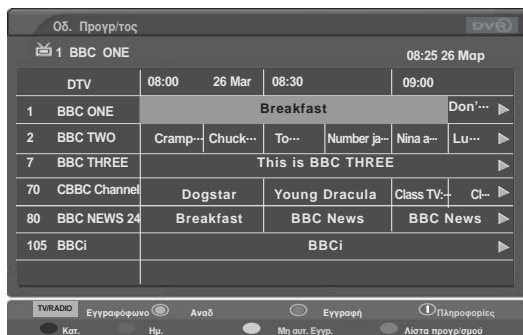 Οδ. Προγρ/τος DVR
1 BBC ONE 08:25 26 Μαρ
DTV 08:00 26 Mar 08:30 09:00
1 BBC ONE Breakfast Don'...
2 BBC TWO Cramp... Chuck... To... Number ja... Nina a... Lu...
7 BBC THREE This is BBC THREE
70 CBBC Channel Dogstar Young Dracula Class TV:... Cl...
80 BBC NEWS 24 Breakfast BBC News BBC News
105 BBCi BBCi
TV/RADIO Εγγραφόφωνο Αναδ Εγγραφή Πληροφορίες
Κατ. Ημ. Μη αυτ. Εγγρ. Λίστα προγρ/σμού